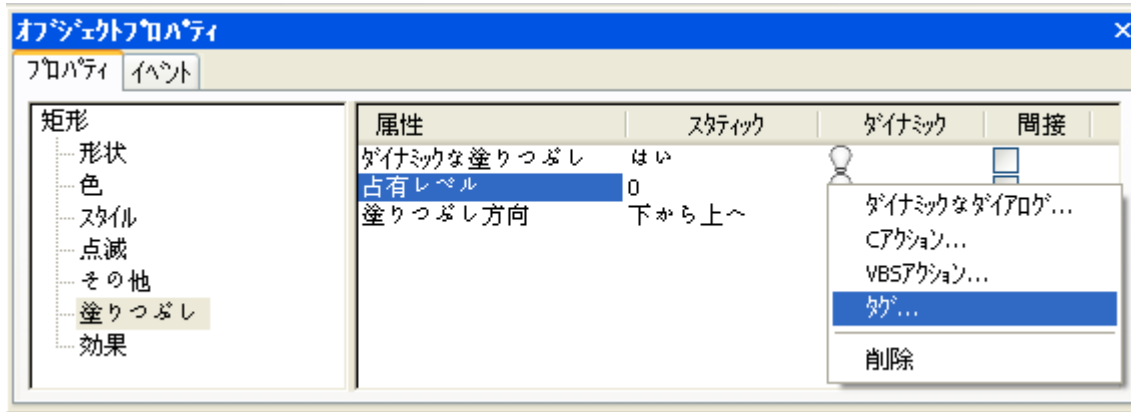 ｵﾌﾞｼﾞｪｸﾄﾌﾟﾛﾊﾟﾃｨ
ﾌﾟﾛﾊﾟﾃｨ ｲﾍﾞﾝﾄ
矩形
形状
色
ｽﾀｲﾙ
点滅
その他
塗りつぶし
効果
属性 ｽﾀﾃｨｯｸ ﾀﾞｲﾅﾐｯｸ 間接
ﾀﾞｲﾅﾐｯｸな塗りつぶし はい
占有レベル 0
塗りつぶし方向 下から上へ
ﾀﾞｲﾅﾐｯｸなﾀﾞｲｱﾛｸﾞ...
Cｱｸｼｮﾝ...
VBSｱｸｼｮﾝ...
ﾀｸﾞ...
削除